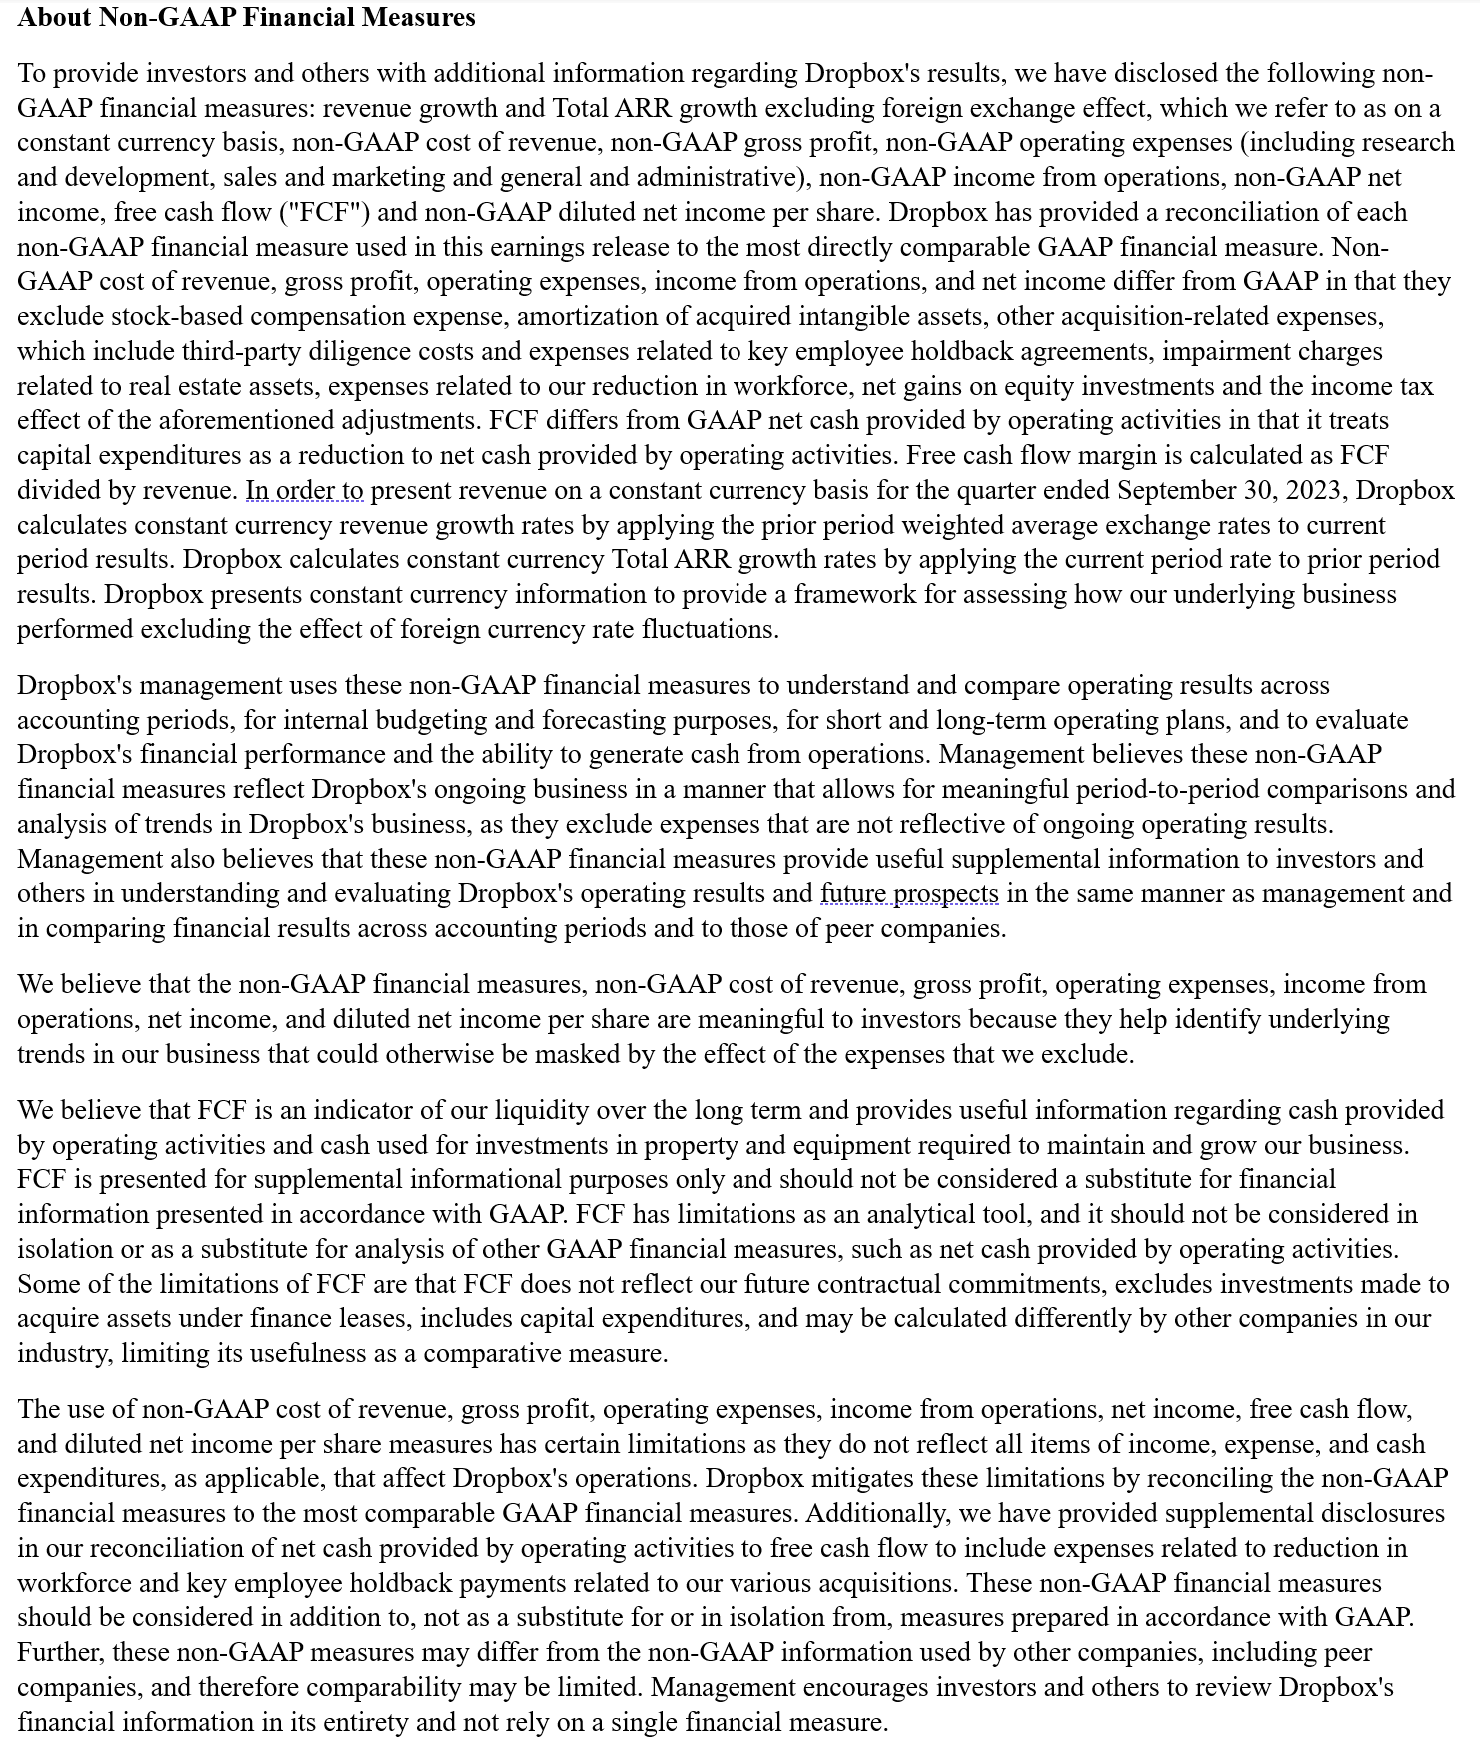 About Non-GAAP Financial Measures
To provide investors and others with additional information regarding Dropbox's results, we have disclosed the following non-
GAAP financial measures: revenue growth and Total ARR growth excluding foreign exchange effect, which we refer to as on a
constant currency basis, non-GAAP cost of revenue, non-GAAP gross profit, non-GAAP operating expenses (including research
and development, sales and marketing and general and administrative), non-GAAP income from operations, non-GAAP net
income, free cash flow ("FCF") and non-GAAP diluted net income per share. Dropbox has provided a reconciliation of each
non-GAAP financial measure used in this earnings release to the most directly comparable GAAP financial measure. Non-
GAAP cost of revenue, gross profit, operating expenses, income from operations, and net income differ from GAAP in that they
exclude stock-based compensation expense, amortization of acquired intangible assets, other acquisition-related expenses,
which include third-party diligence costs and expenses related to key employee holdback agreements, impairment charges
related to real estate assets, expenses related to our reduction in workforce, net gains on equity investments and the income tax
effect of the aforementioned adjustments. FCF differs from GAAP net cash provided by operating activities in that it treats
capital expenditures as a reduction to net cash provided by operating activities. Free cash flow margin is calculated as FCF
divided by revenue. In order to present revenue on a constant currency basis for the quarter ended September 30, 2023, Dropbox
calculates constant currency revenue growth rates by applying the prior period weighted average exchange rates to current
period results. Dropbox calculates constant currency Total ARR growth rates by applying the current period rate to prior period
results. Dropbox presents constant currency information to provide a framework for assessing how our underlying business
performed excluding the effect of foreign currency rate fluctuations.
Dropbox's management uses these non-GAAP financial measures to understand and compare operating results across
accounting periods, for internal budgeting and forecasting purposes, for short and long-term operating plans, and to evaluate
Dropbox's financial performance and the ability to generate cash from operations. Management believes these non-GAAP
financial measures reflect Dropbox's ongoing business in a manner that allows for meaningful period-to-period comparisons and
analysis of trends in Dropbox's business, as they exclude expenses that are not reflective of ongoing operating results.
Management also believes that these non-GAAP financial measures provide useful supplemental information to investors and
others in understanding and evaluating Dropbox's operating results and future prospects in the same manner as management and
in comparing financial results across accounting periods and to those of peer companies.
We believe that the non-GAAP financial measures, non-GAAP cost of revenue, gross profit, operating expenses, income from
operations, net income, and diluted net income per share are meaningful to investors because they help identify underlying
trends in our business that could otherwise be masked by the effect of the expenses that we exclude.
We believe that FCF is an indicator of our liquidity over the long term and provides useful information regarding cash provided
by operating activities and cash used for investments in property and equipment required to maintain and grow our business.
FCF is presented for supplemental informational purposes only and should not be considered a substitute for financial
information presented in accordance with GAAP. FCF has limitations as an analytical tool, and it should not be considered in
isolation or as a substitute for analysis of other GAAP financial measures, such as net cash provided by operating activities.
Some of the limitations of FCF are that FCF does not reflect our future contractual commitments, excludes investments made to
acquire assets under finance leases, includes capital expenditures, and may be calculated differently by other companies in our
industry, limiting its usefulness as a comparative measure.
The use of non-GAAP cost of revenue, gross profit, operating expenses, income from operations, net income, free cash flow,
and diluted net income per share measures has certain limitations as they do not reflect all items of income, expense, and cash
expenditures, as applicable, that affect Dropbox's operations. Dropbox mitigates these limitations by reconciling the non-GAAP
financial measures to the most comparable GAAP financial measures. Additionally, we have provided supplemental disclosures
in our reconciliation of net cash provided by operating activities to free cash flow to include expenses related to reduction in
workforce and key employee holdback payments related to our various acquisitions. These non-GAAP financial measures
should be considered in addition to, not as a substitute for or in isolation from, measures prepared in accordance with GAAP.
Further, these non-GAAP measures may differ from the non-GAAP information used by other companies, including peer
companies, and therefore comparability may be limited. Management encourages investors and others to review Dropbox's
financial information in its entirety and not rely on a single financial measure.